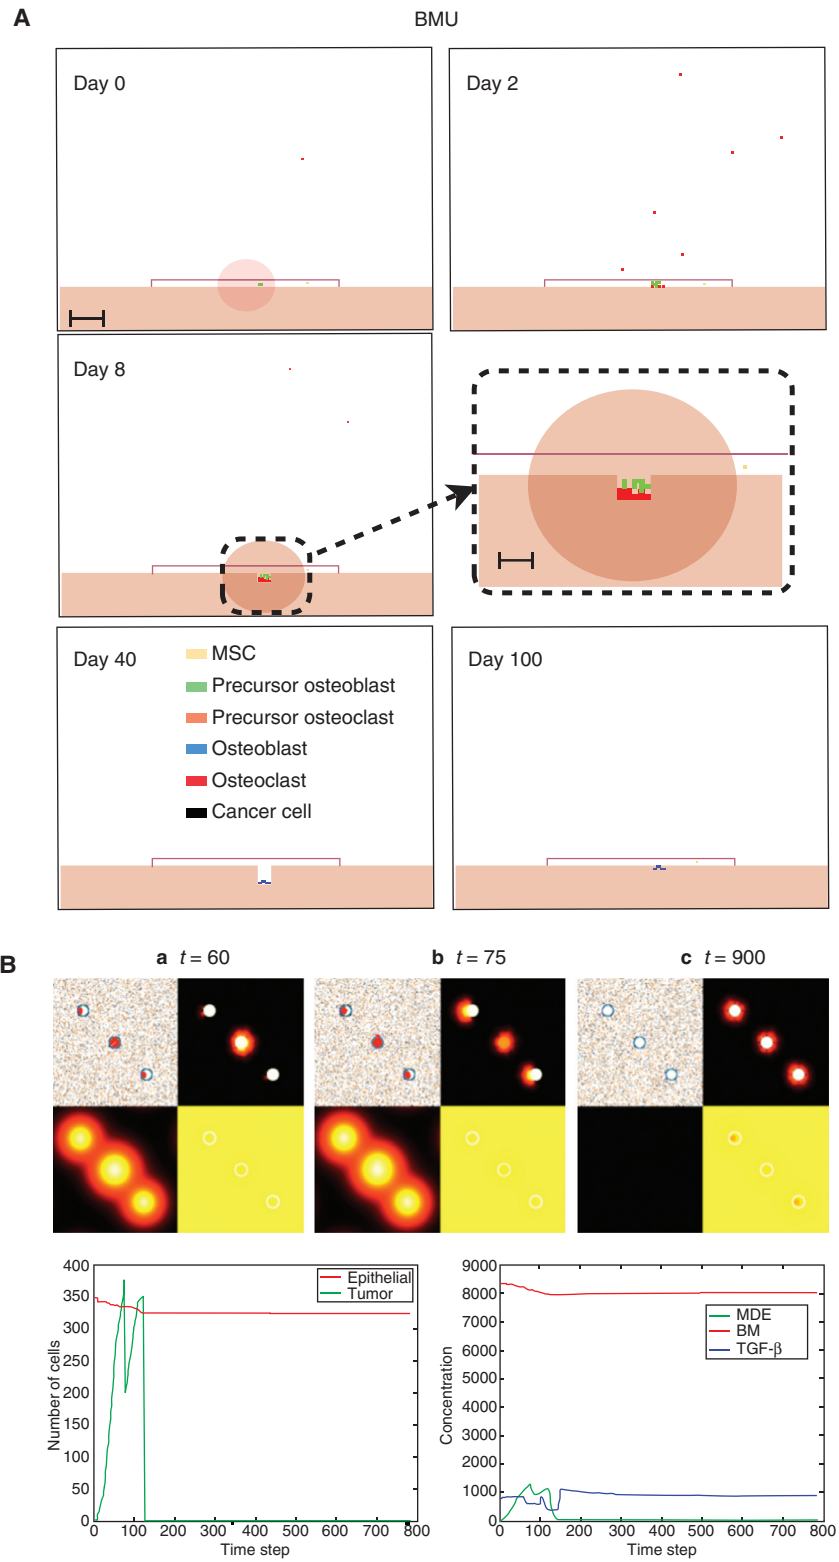 A
BMU
Day 0
Day 2
Day 8
Day 40
MSC
Precursor osteoblast
Precursor osteoclast
Osteoblast
Osteoclast
Cancer cell
Day 100
B
a t = 60
b t = 75
c t = 900
400
350
300
250
200
150
100
50
0
Number of cells
Epithelial
Tumor
0 100 200 300 400 500 600 700 800
Time step
9000
8000
7000
6000
5000
4000
3000
2000
1000
0
Concentration
MDE
BM
TGF-β
0 100 200 300 400 500 600 700 800
Time step